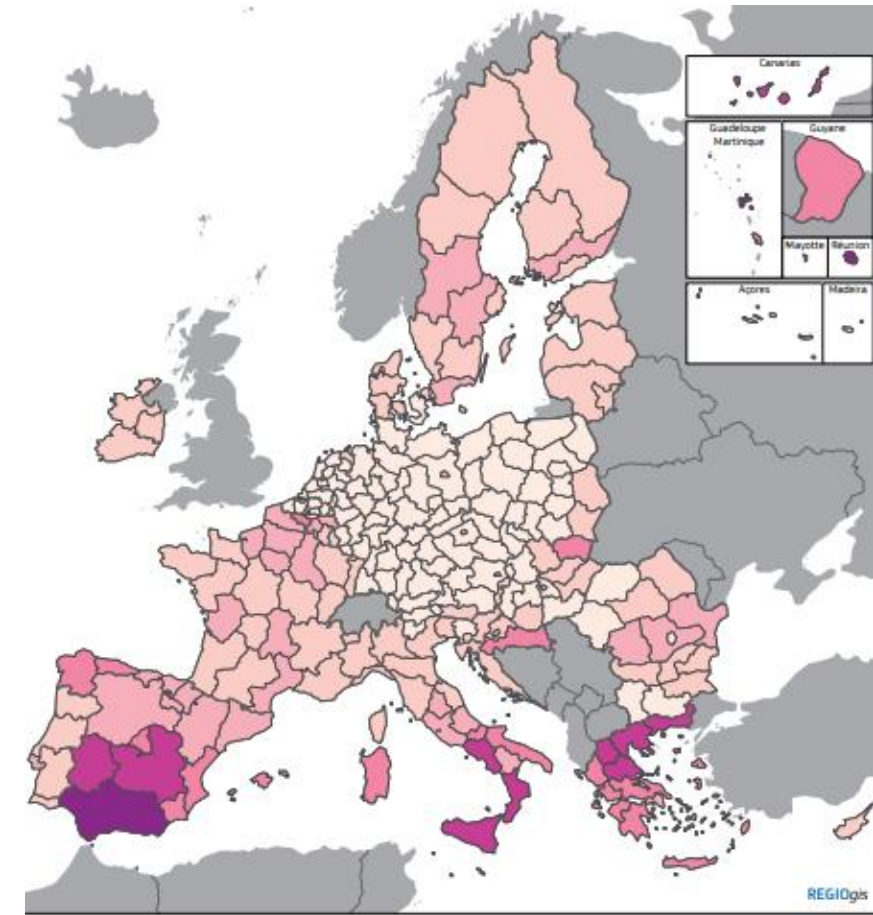 Canarias
Guadeloupe
Martinique
Guyane
Mayotte
Réunion
Açores
Madeira
REGIOgis